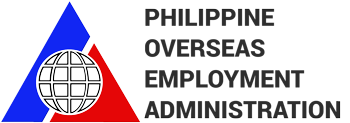 PHILIPPINE
OVERSEAS
EMPLOYMENT
ADMINISTRATION